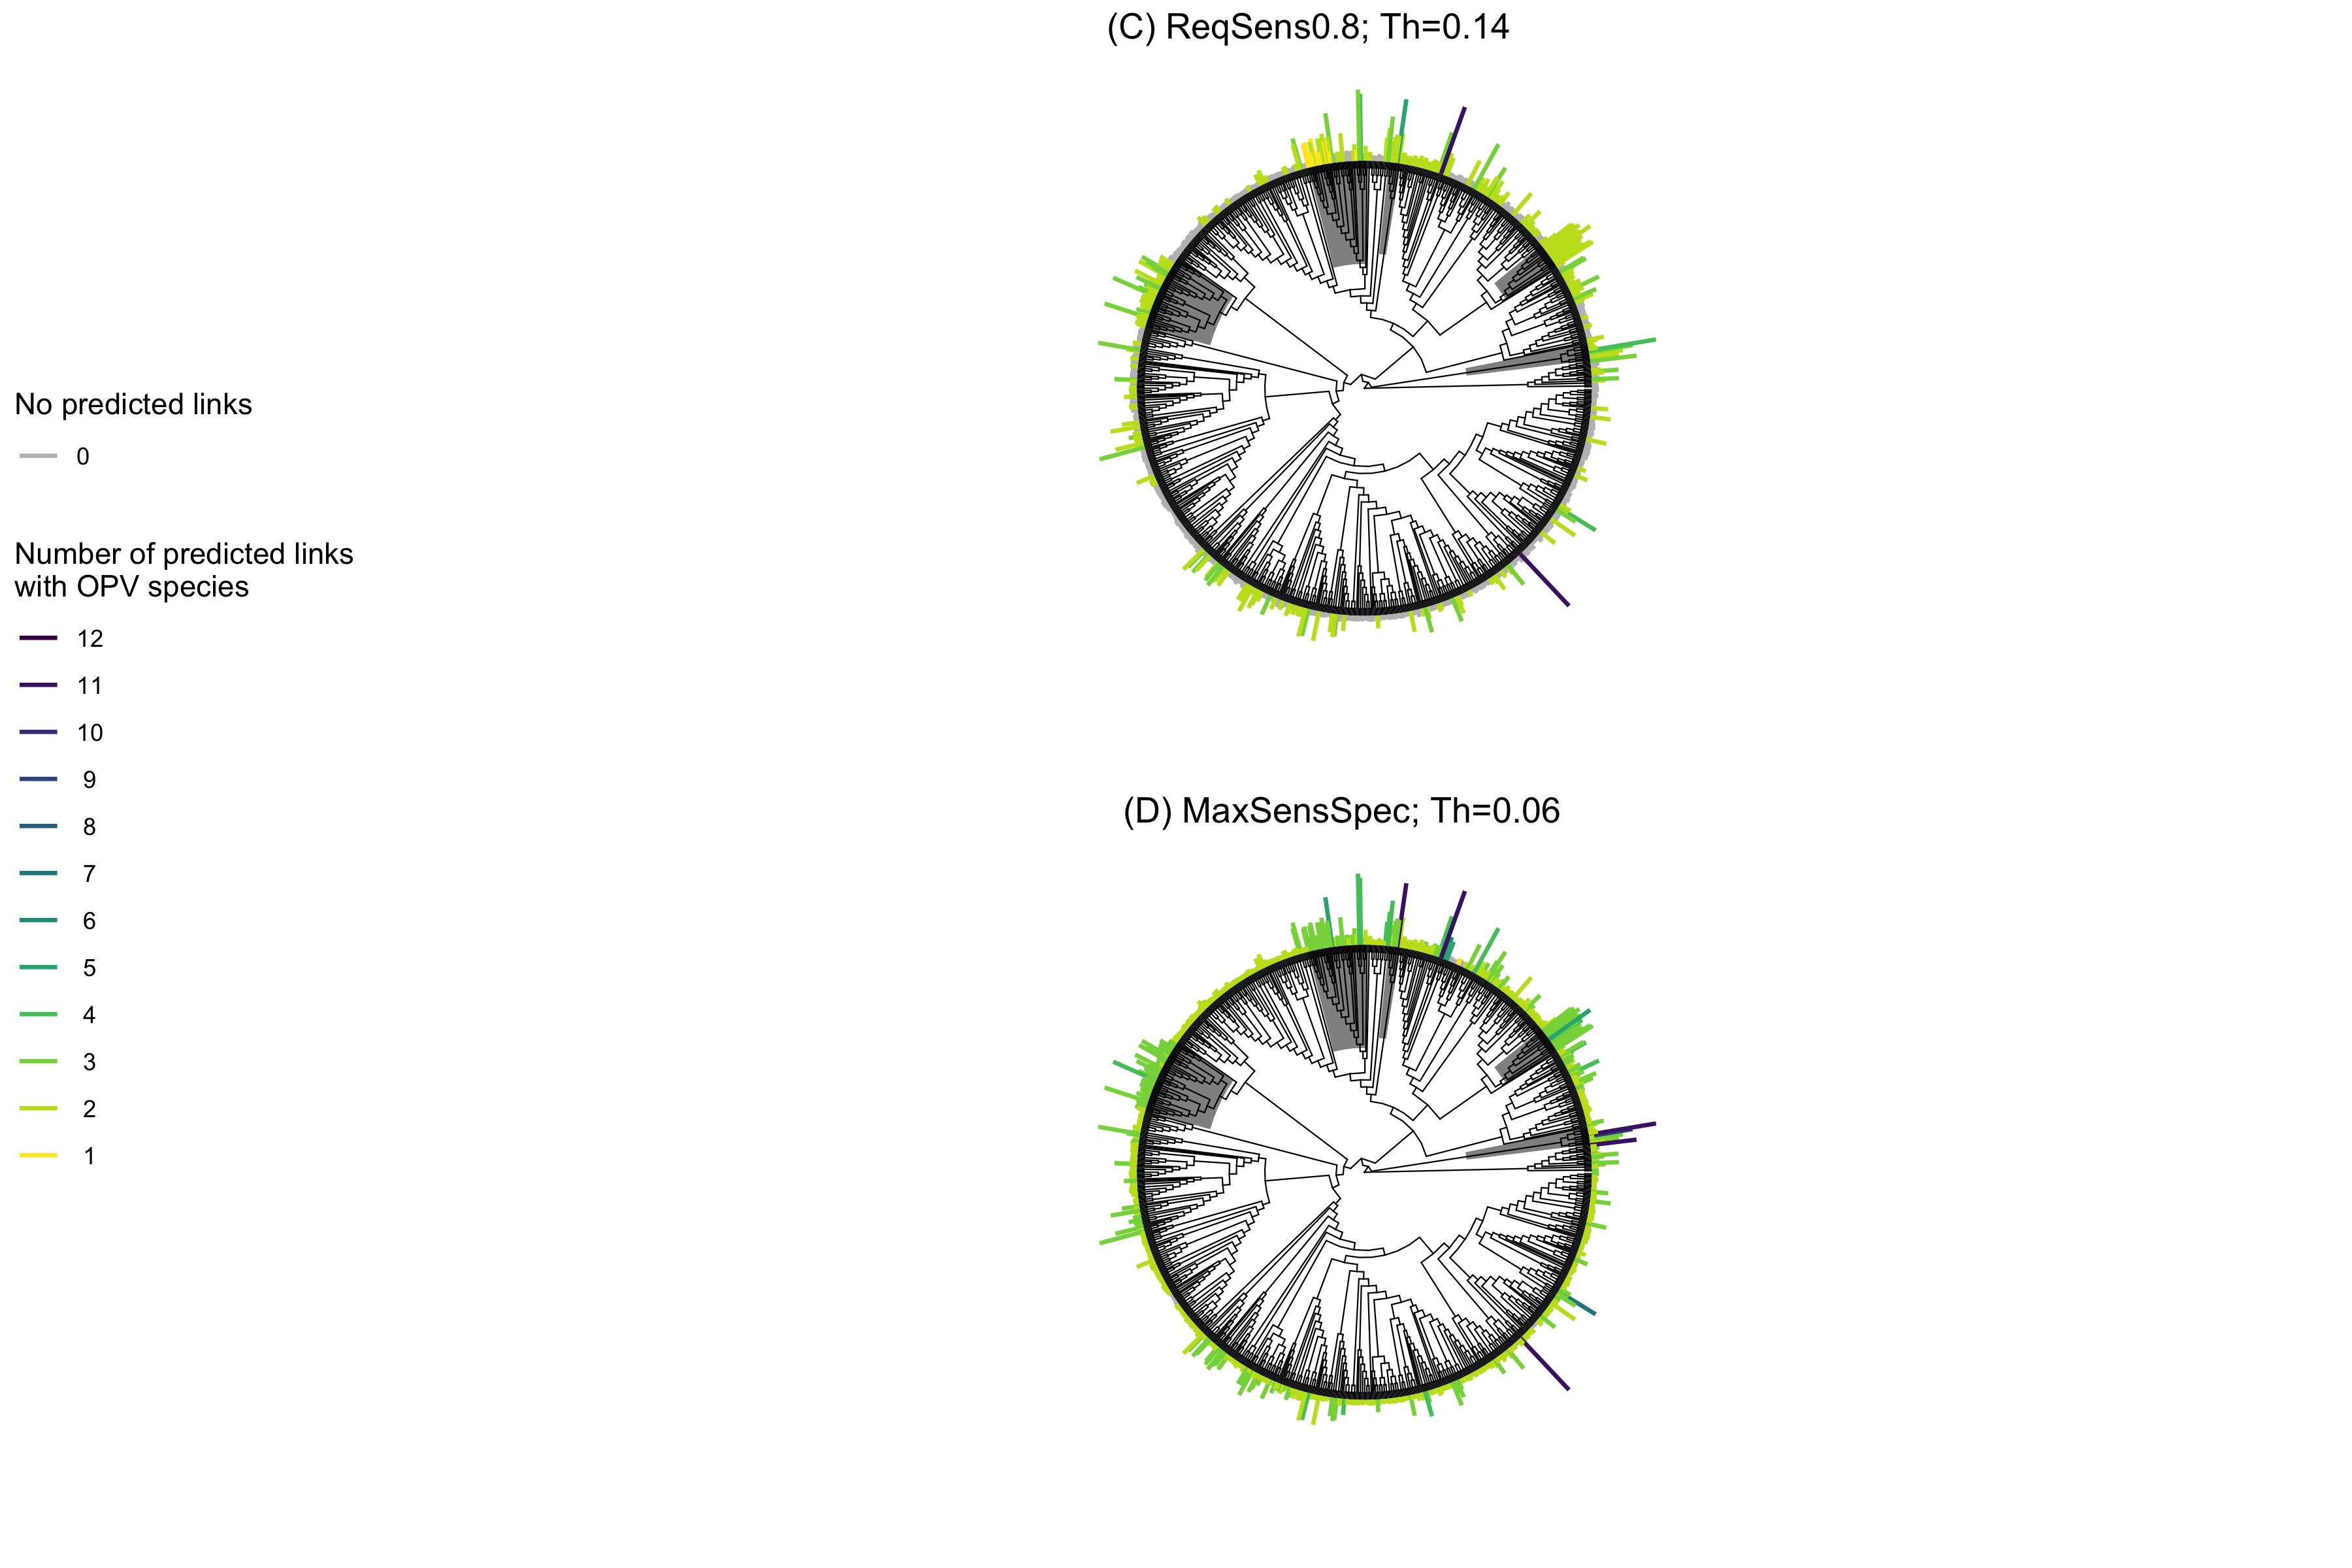 (C) ReqSens0.8; Th=0.14
No predicted links
0
Number of predicted links
with OPV species
12
11
10
9
8
7
6
5
4
3
2
1
(D) MaxSensSpec; Th=0.06